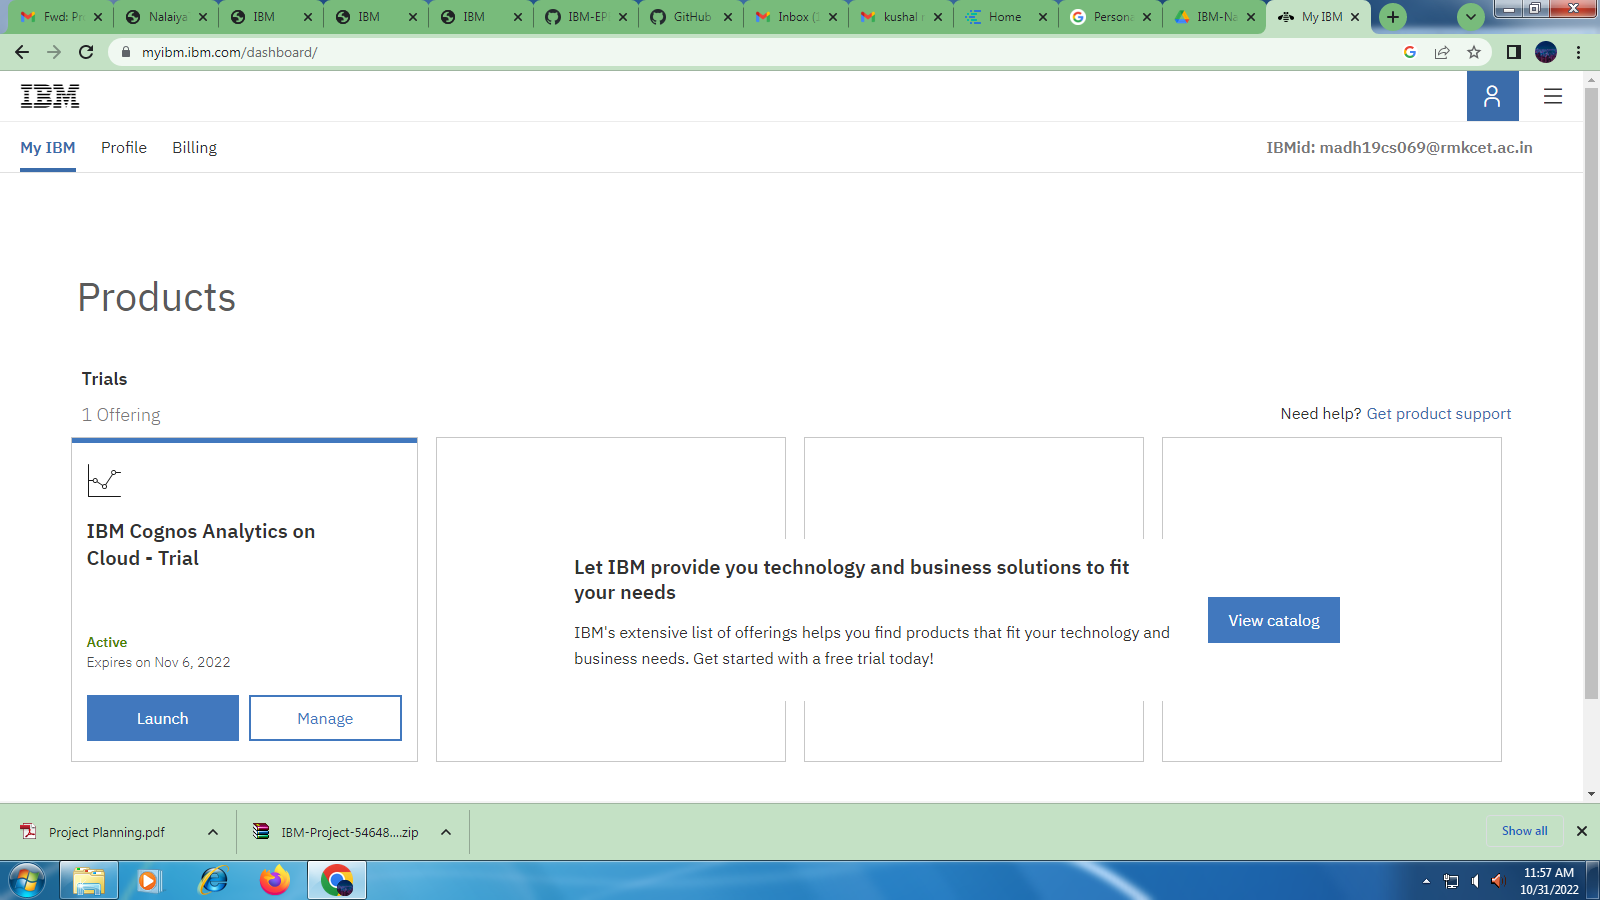 Fwd: Pr
Nalaiya
IBM
IBM
IBM
IBM-EP
GitHub
Inbox (1
kushal
Home
Person
IBM-Na
My IBM
myibm.ibm.com/dashboard/
IBM
My IBM
Profile
Billing
IBMid: madh19cs069@rmkcet.ac.in
Products
Trials
1 Offering
Need help? Get product support
IBM Cognos Analytics on
Cloud - Trial
Active
Expires on Nov 6, 2022
Launch
Manage
Let IBM provide you technology and business solutions to fit
your needs
IBM's extensive list of offerings helps you find products that fit your technology and
business needs. Get started with a free trial today!
View catalog
Project Planning.pdf
IBM-Project-54648....zip
Show all
11:57 AM
10/31/2022